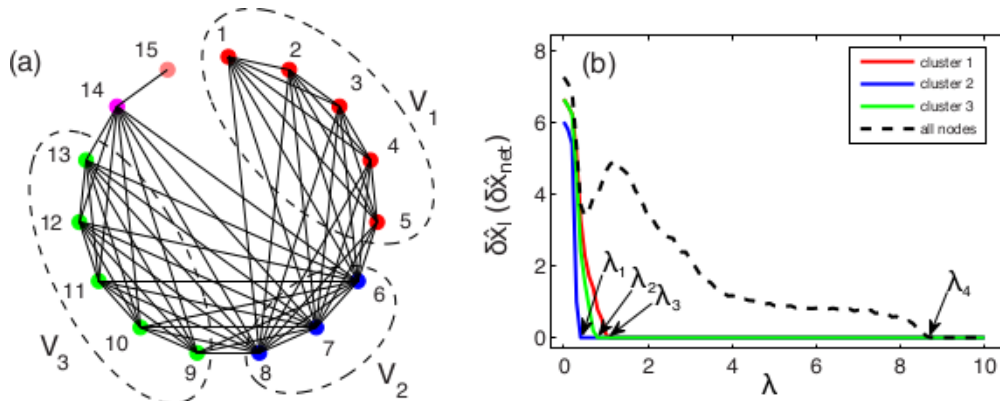 (a)
15
1
2
3
4
5
6
7
8
9
10
11
12
13
14
V1
V2
V3
(b)
δx̂l (δx̂net)
8
6
4
2
0
0 2 4 6 8 10
λ
cluster 1
cluster 2
cluster 3
all nodes
λ1
λ2
λ3
λ4